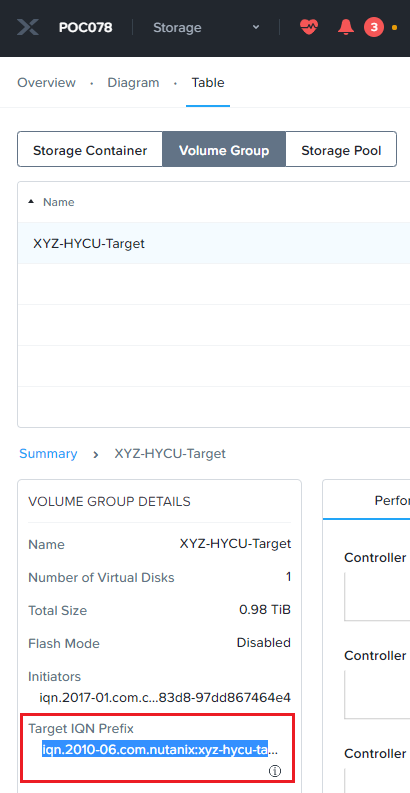 POC078 Storage 3
Overview · Diagram · Table
Storage Container Volume Group Storage Pool
Name
XYZ-HYCU-Target
Summary > XYZ-HYCU-Target
VOLUME GROUP DETAILS
Perfor
Name XYZ-HYCU-Target
Number of Virtual Disks 1
Total Size 0.98 TiB
Flash Mode Disabled
Initiators
iqn.2017-01.com.c...83d8-97dd867464e4
Target IQN Prefix
iqn.2010-06.com.nutanix:xyz-hycu-ta...
Controller
Controller
Controller